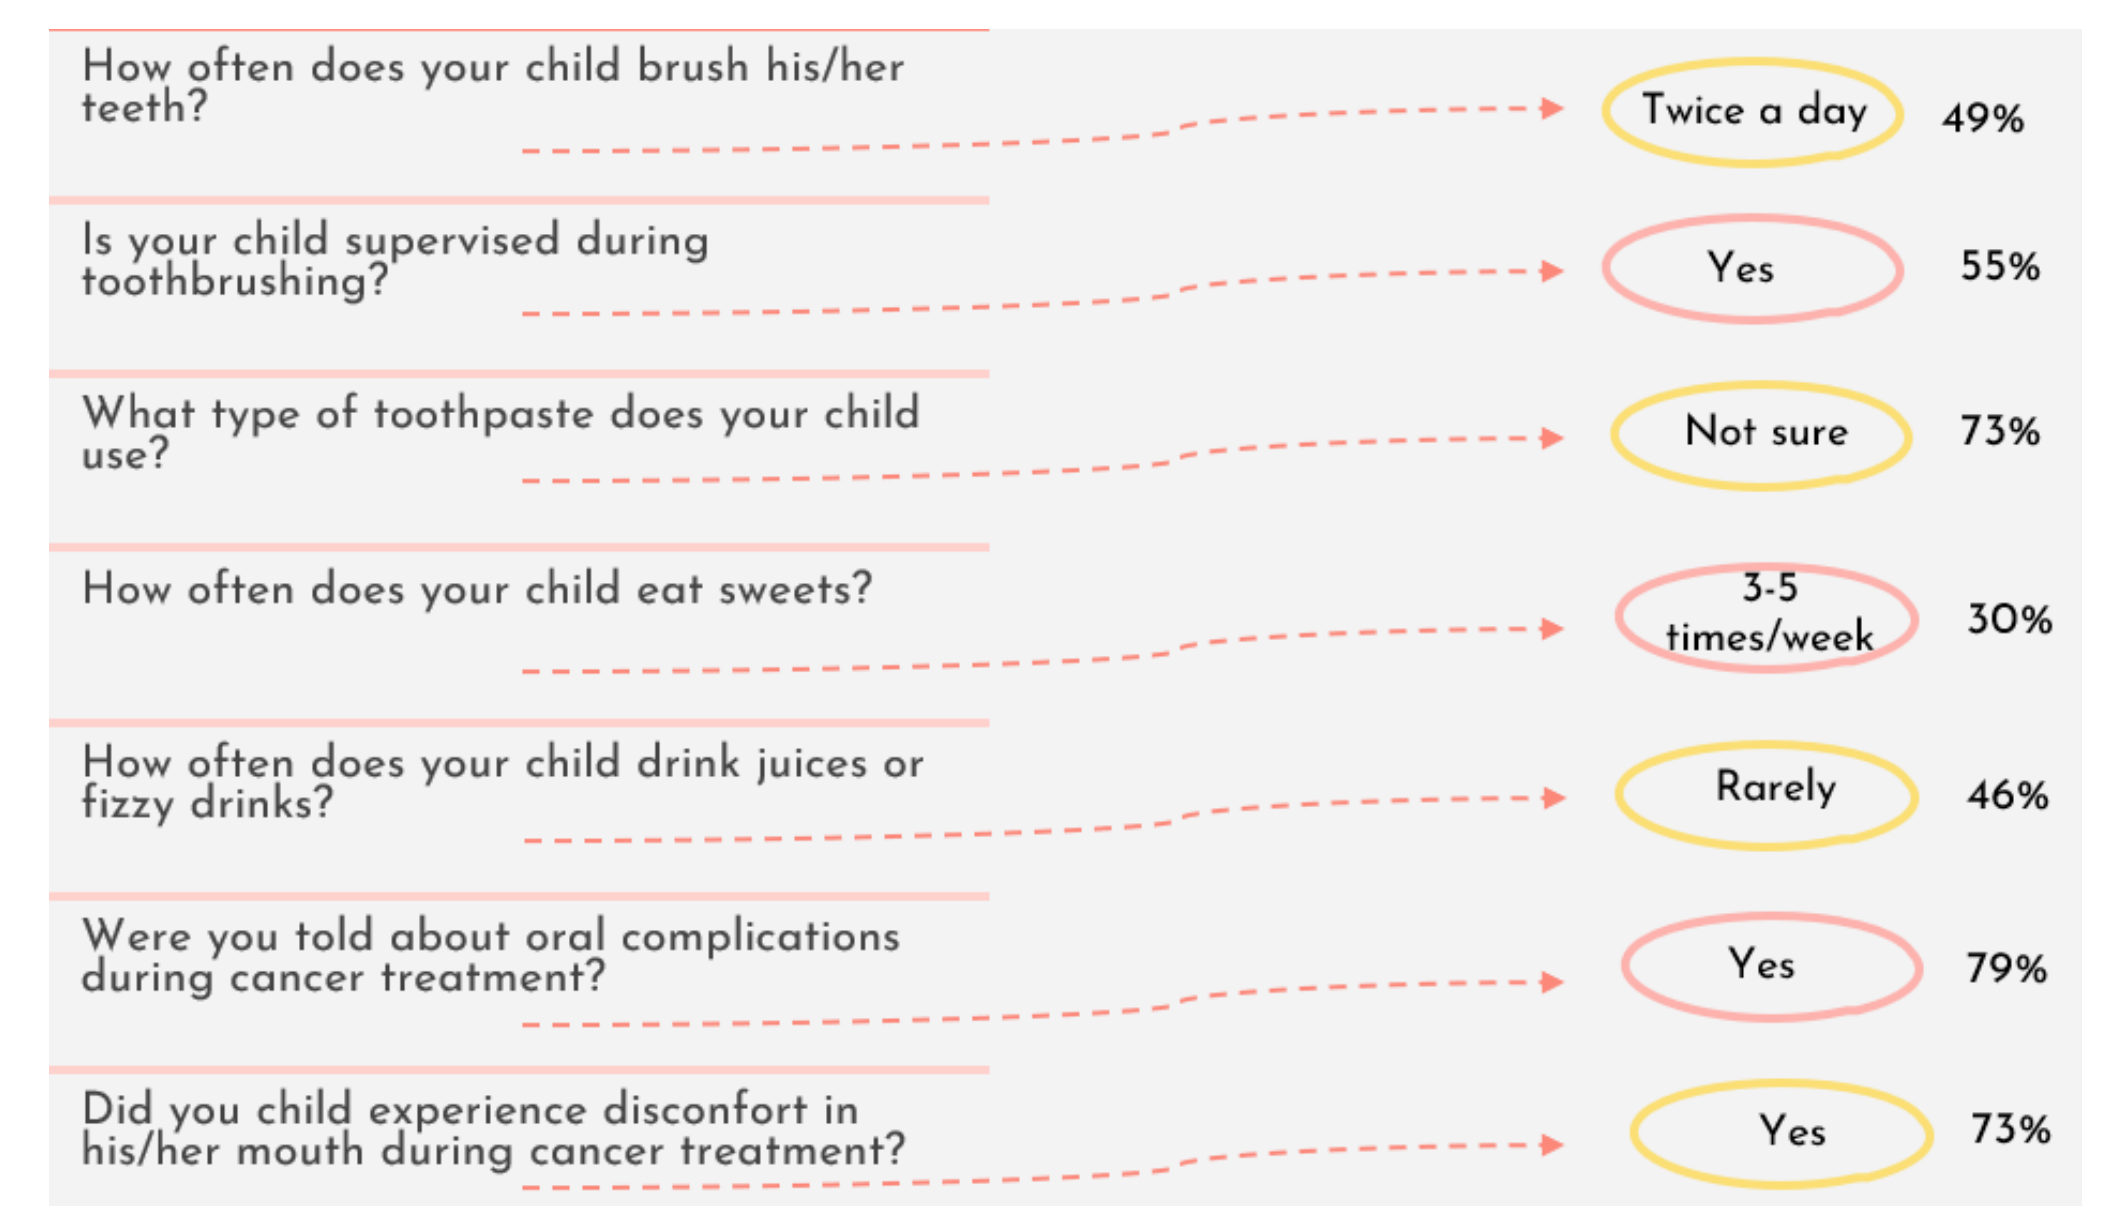 How often does your child brush his/her
teeth?
Twice a day
49%
Is your child supervised during
toothbrushing?
Yes
55%
What type of toothpaste does your child
use?
Not sure
73%
How often does your child eat sweets?
3-5
times/week
30%
How often does your child drink juices or
fizzy drinks?
Rarely
46%
Were you told about oral complications
during cancer treatment?
Yes
79%
Did you child experience disconfort in
his/her mouth during cancer treatment?
Yes
73%